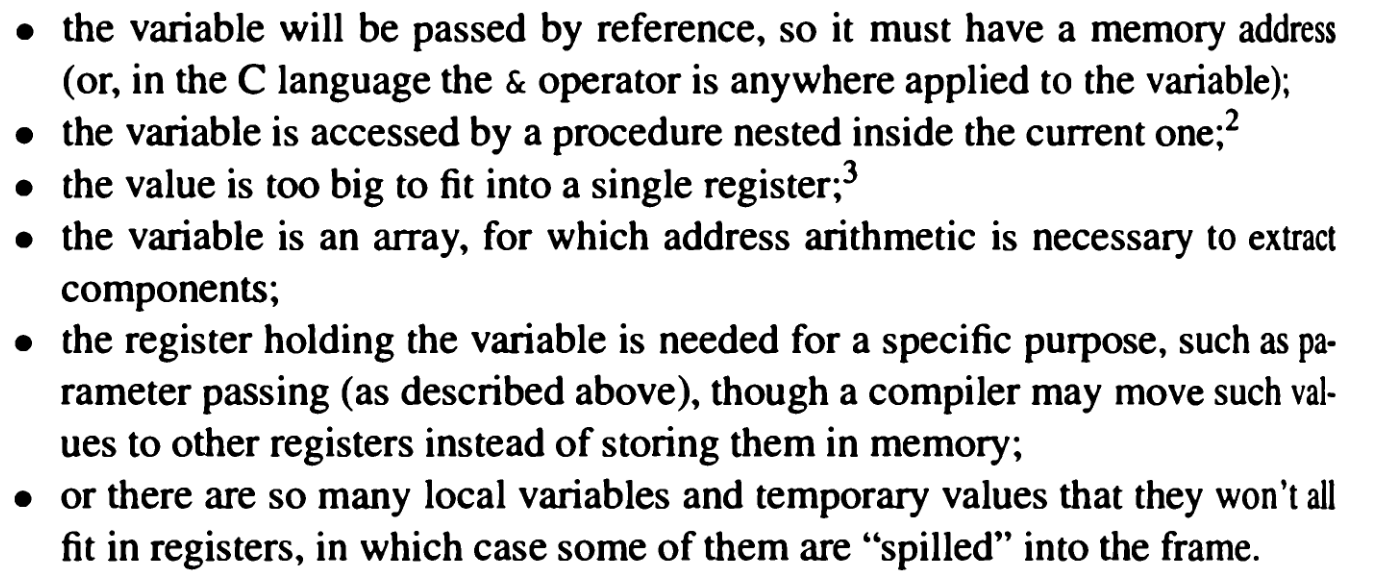 • the variable will be passed by reference, so it must have a memory address
(or, in the C language the & operator is anywhere applied to the variable);
• the variable is accessed by a procedure nested inside the current one;²
• the value is too big to fit into a single register;³
• the variable is an array, for which address arithmetic is necessary to extract
components;
• the register holding the variable is needed for a specific purpose, such as pa-
rameter passing (as described above), though a compiler may move such val-
ues to other registers instead of storing them in memory;
• or there are so many local variables and temporary values that they won't all
fit in registers, in which case some of them are “spilled” into the frame.